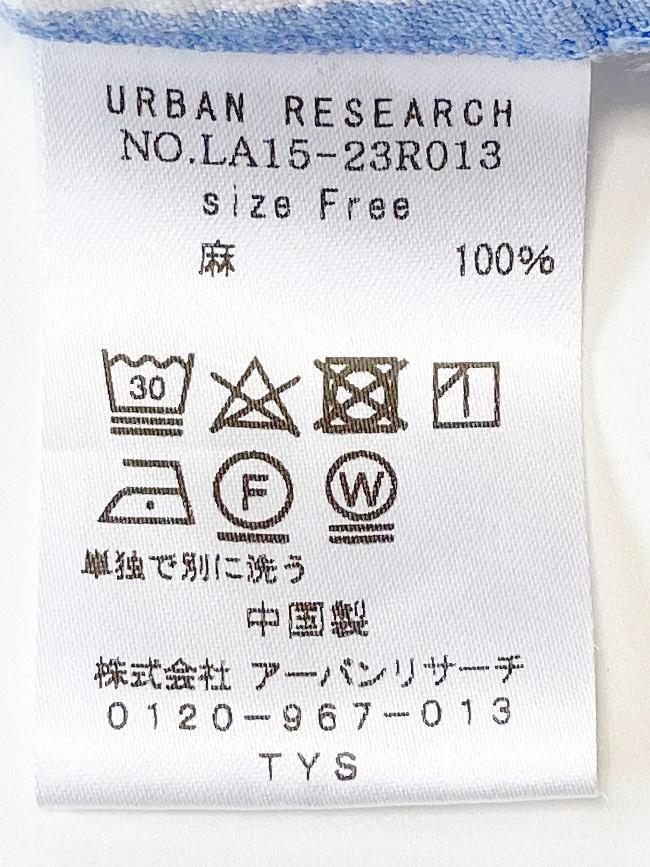 URBAN RESEARCH
NO.LA15-23R013
size Free
麻 100%
30
F W
単独で別に洗う
中国製
株式会社 アーバンリサーチ
0120-967-013
TYS